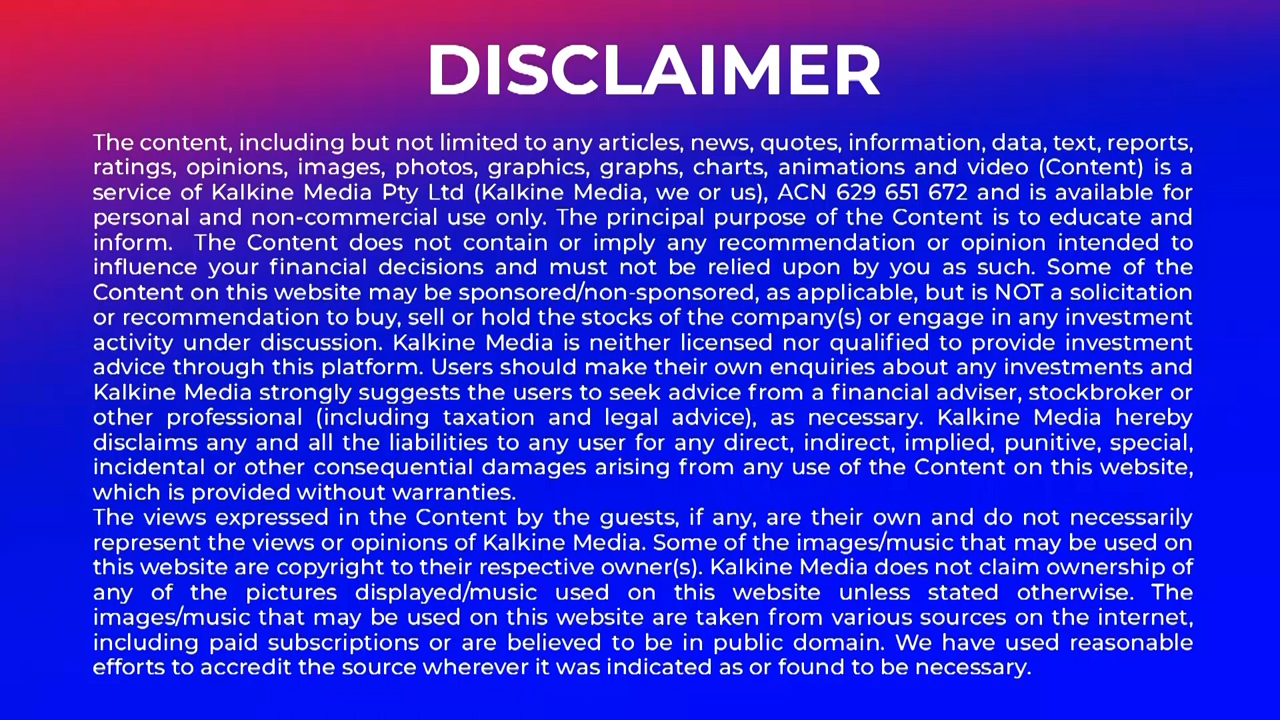 DISCLAIMER
The content, including but not limited to any articles, news, quotes, information, data, text, reports,
ratings, opinions, images, photos, graphics, graphs, charts, animations and video (Content) is a
service of Kalkine Media Pty Ltd (Kalkine Media, we or us), ACN 629 651 672 and is available for
personal and non-commercial use only. The principal purpose of the Content is to educate and
inform. The Content does not contain or imply any recommendation or opinion intended to
influence your financial decisions and must not be relied upon by you as such. Some of the
Content on this website may be sponsored/non-sponsored, as applicable, but is NOT a solicitation
or recommendation to buy, sell or hold the stocks of the company(s) or engage in any investment
activity under discussion. Kalkine Media is neither licensed nor qualified to provide investment
advice through this platform. Users should make their own enquiries about any investments and
Kalkine Media strongly suggests the users to seek advice from a financial adviser, stockbroker or
other professional (including taxation and legal advice), as necessary. Kalkine Media hereby
disclaims any and all the liabilities to any user for any direct, indirect, implied, punitive, special,
incidental or other consequential damages arising from any use of the Content on this website,
which is provided without warranties.
The views expressed in the Content by the guests, if any, are their own and do not necessarily
represent the views or opinions of Kalkine Media. Some of the images/music that may be used on
this website are copyright to their respective owner(s). Kalkine Media does not claim ownership of
any of the pictures displayed/music used on this website unless stated otherwise. The
images/music that may be used on this website are taken from various sources on the internet,
including paid subscriptions or are believed to be in public domain. We have used reasonable
efforts to accredit the source wherever it was indicated as or found to be necessary.